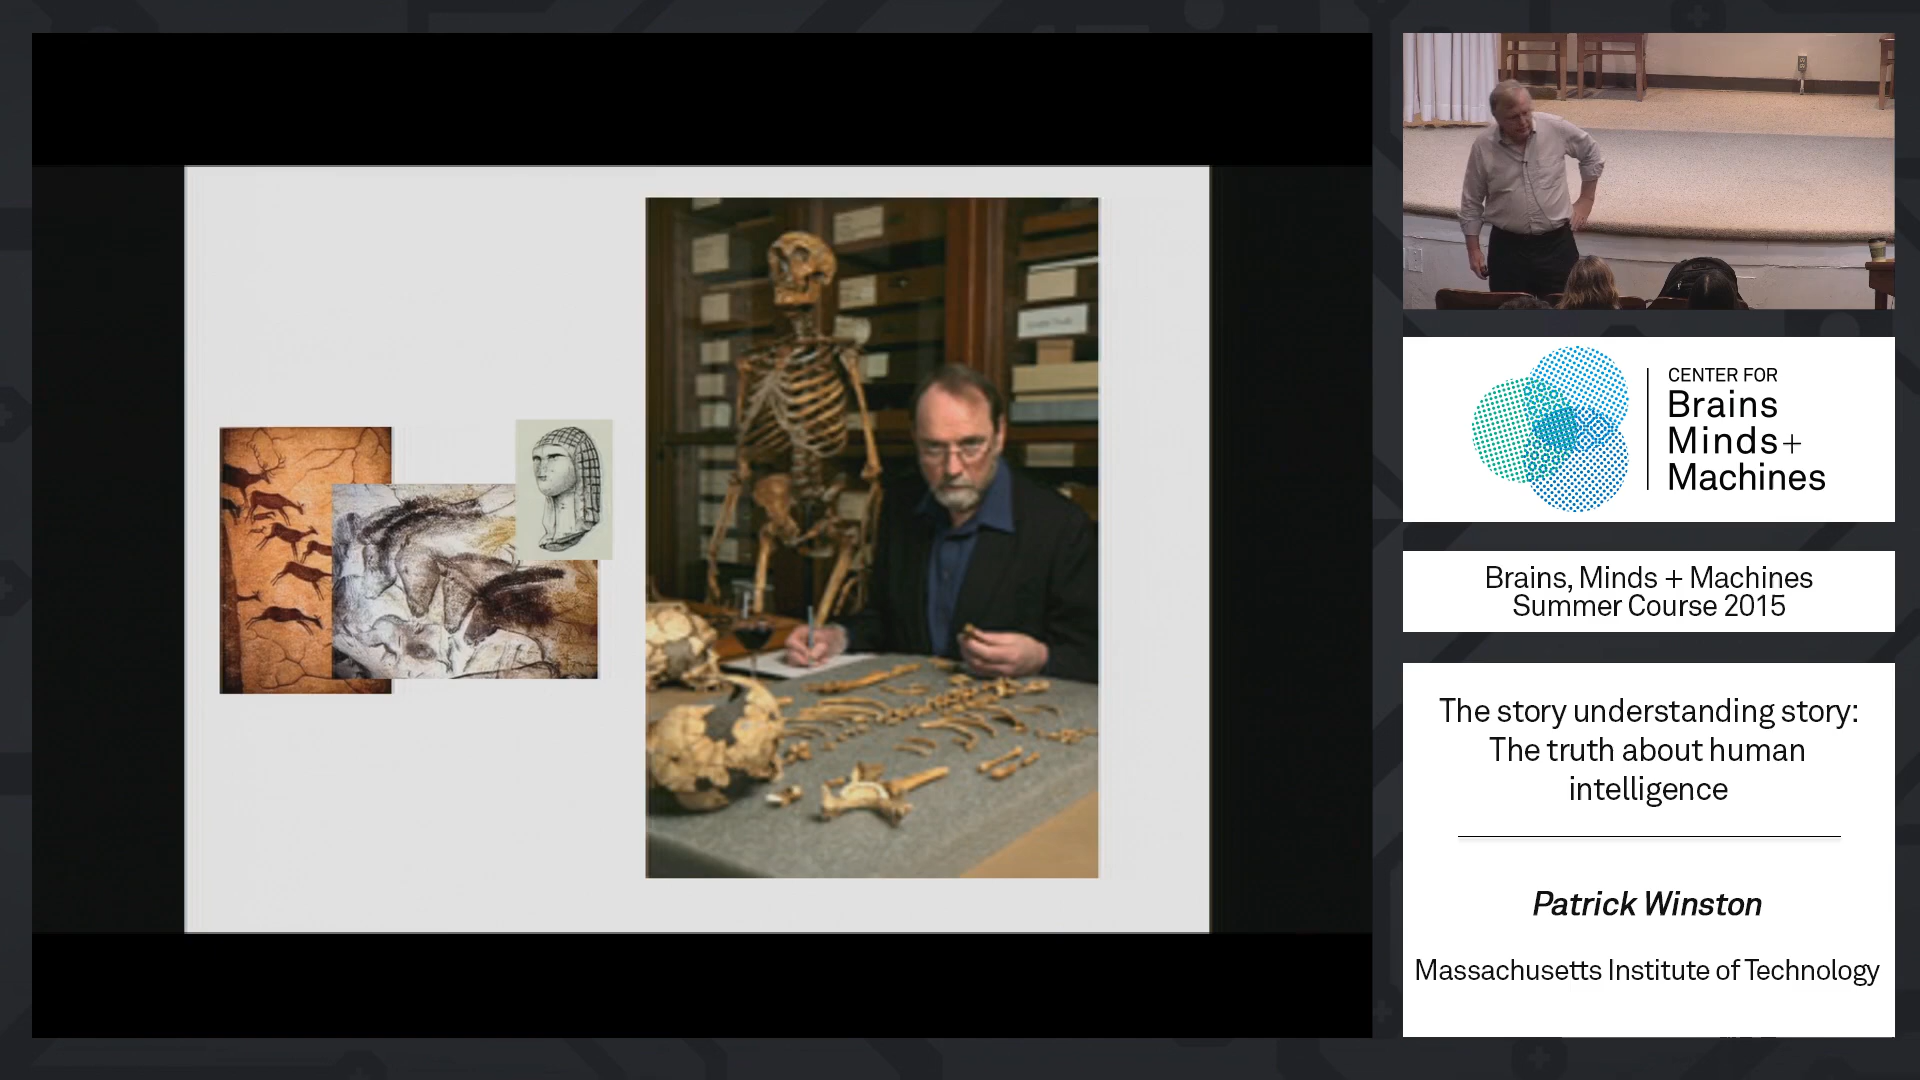 CENTER FOR
Brains
Minds+
Machines
Brains, Minds + Machines
Summer Course 2015
The story understanding story:
The truth about human
intelligence
Patrick Winston
Massachusetts Institute of Technology